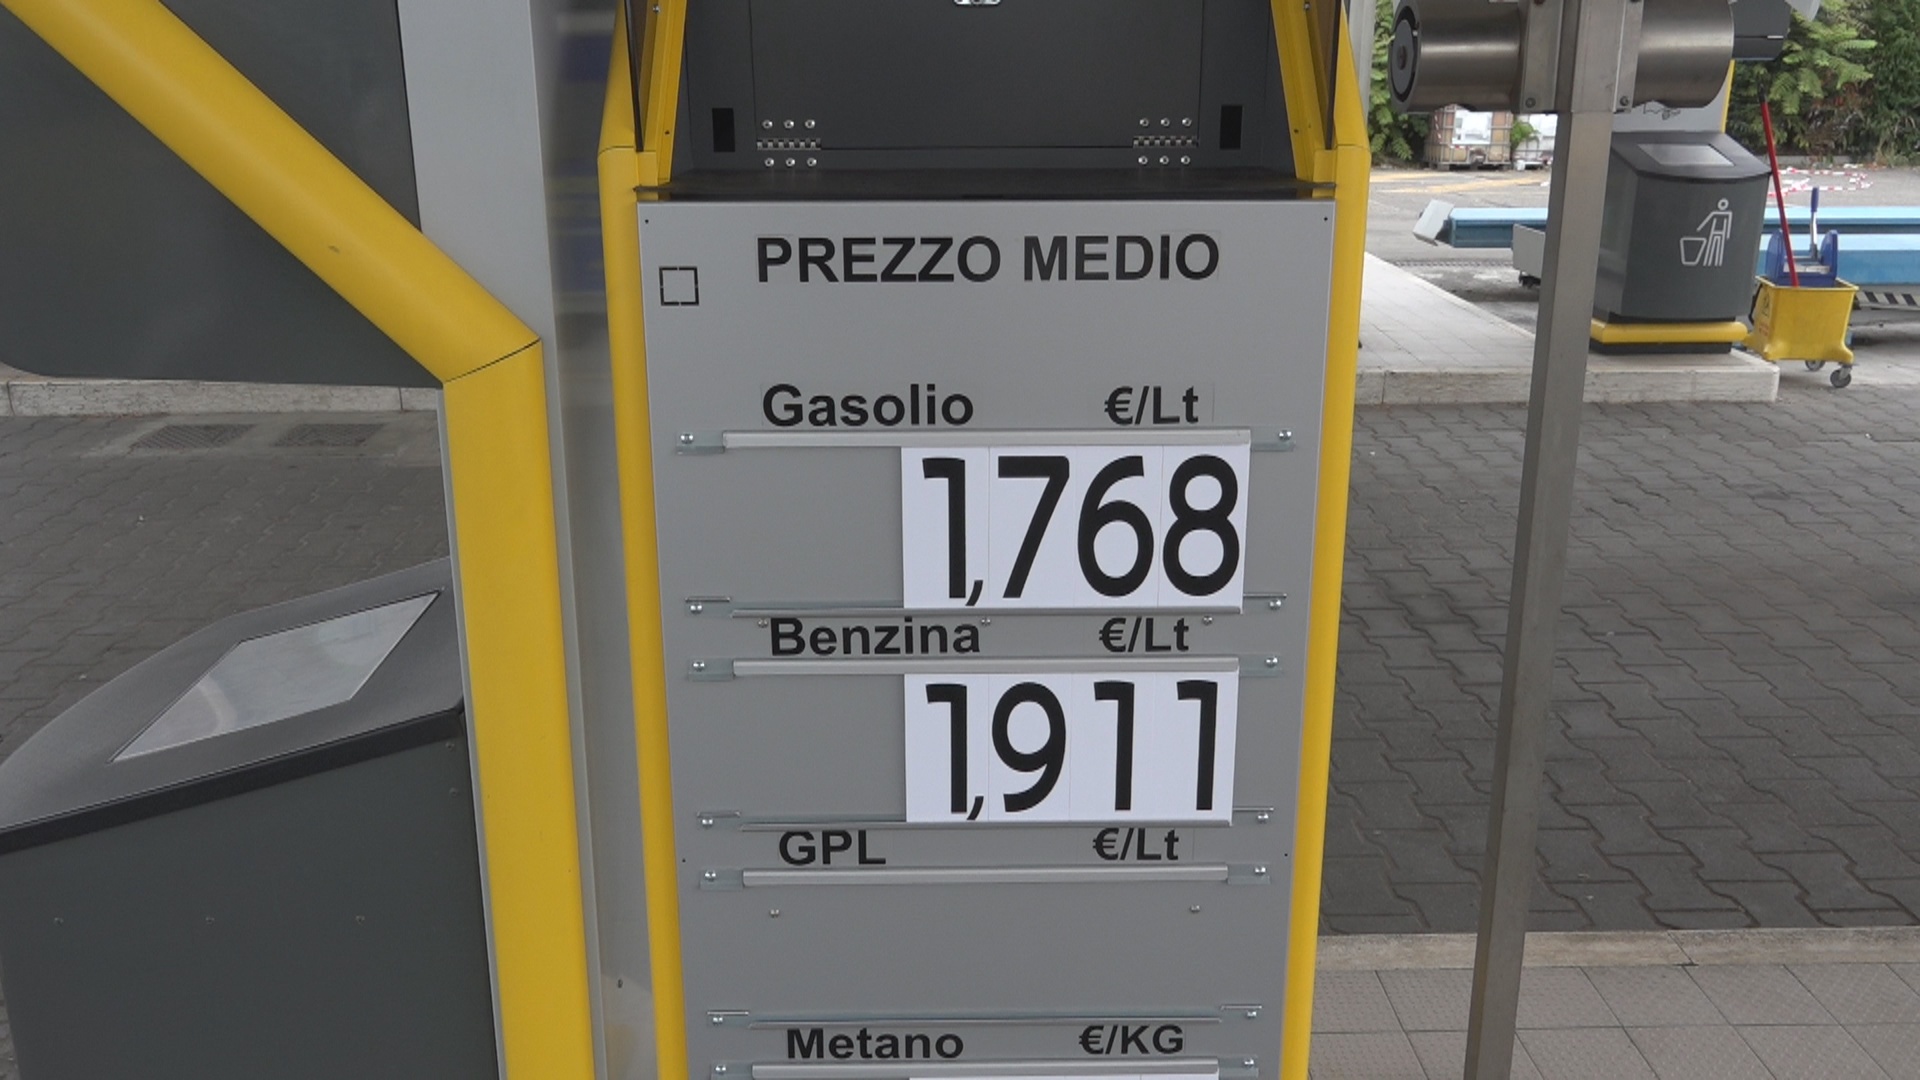 PREZZO MEDIO
Gasolio €/Lt
1,768
Benzina €/Lt
1,911
GPL €/Lt
Metano €/KG